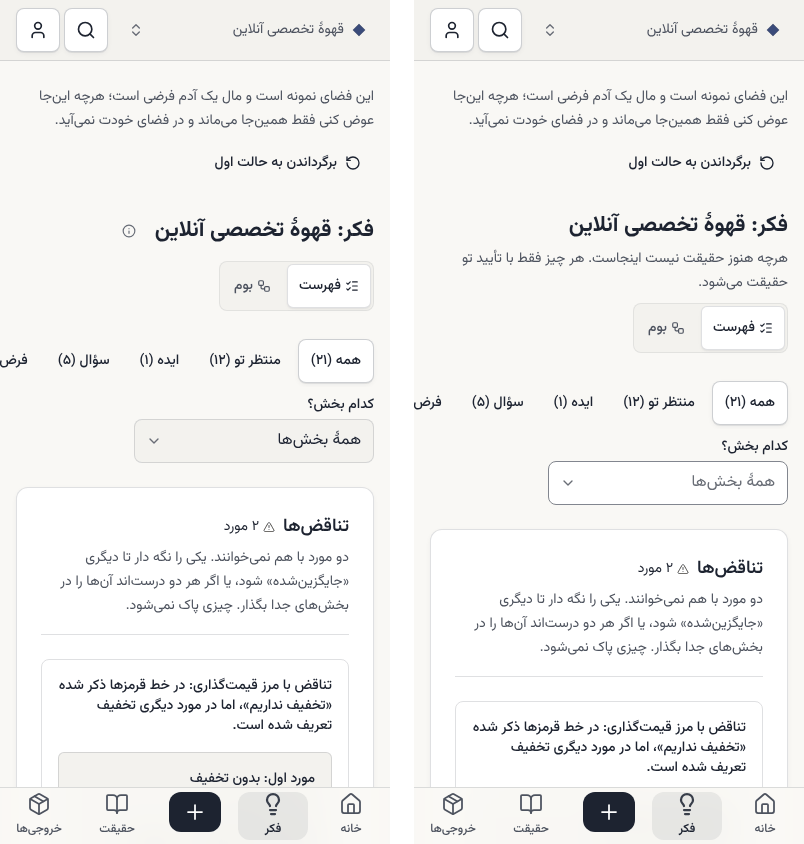 قهوهٔ تخصصی آنلاین
این فضای نمونه است و مال یک آدم فرضی است؛ هرچه این‌جا
عوض کنی فقط همین‌جا می‌ماند و در فضای خودت نمی‌آید.
برگرداندن به حالت اول
فکر: قهوهٔ تخصصی آنلاین
هرچه هنوز حقیقت نیست اینجاست. هر چیز فقط با تأیید تو
حقیقت می‌شود.
فهرست
بوم
همه (۲۱)
منتظر تو (۱۲)
ایده (۱)
سؤال (۵)
فرض
کدام بخش؟
همهٔ بخش‌ها
تناقض‌ها
۲ مورد
دو مورد با هم نمی‌خوانند. یکی را نگه دار تا دیگری
«جایگزین‌شده» شود، یا اگر هر دو درست‌اند آن‌ها را در
بخش‌های جدا بگذار. چیزی پاک نمی‌شود.
تناقض با مرز قیمت‌گذاری: در خط قرمزها ذکر شده
«تخفیف نداریم»، اما در مورد دیگری تخفیف
تعریف شده است.
خانه
فکر
حقیقت
خروجی‌ها
قهوهٔ تخصصی آنلاین
این فضای نمونه است و مال یک آدم فرضی است؛ هرچه این‌جا
عوض کنی فقط همین‌جا می‌ماند و در فضای خودت نمی‌آید.
برگرداندن به حالت اول
فکر: قهوهٔ تخصصی آنلاین
فهرست
بوم
همه (۲۱)
منتظر تو (۱۲)
ایده (۱)
سؤال (۵)
فرض
کدام بخش؟
همهٔ بخش‌ها
تناقض‌ها
۲ مورد
دو مورد با هم نمی‌خوانند. یکی را نگه دار تا دیگری
«جایگزین‌شده» شود، یا اگر هر دو درست‌اند آن‌ها را در
بخش‌های جدا بگذار. چیزی پاک نمی‌شود.
تناقض با مرز قیمت‌گذاری: در خط قرمزها ذکر شده
«تخفیف نداریم»، اما در مورد دیگری تخفیف
تعریف شده است.
مورد اول: بدون تخفیف
خانه
فکر
حقیقت
خروجی‌ها